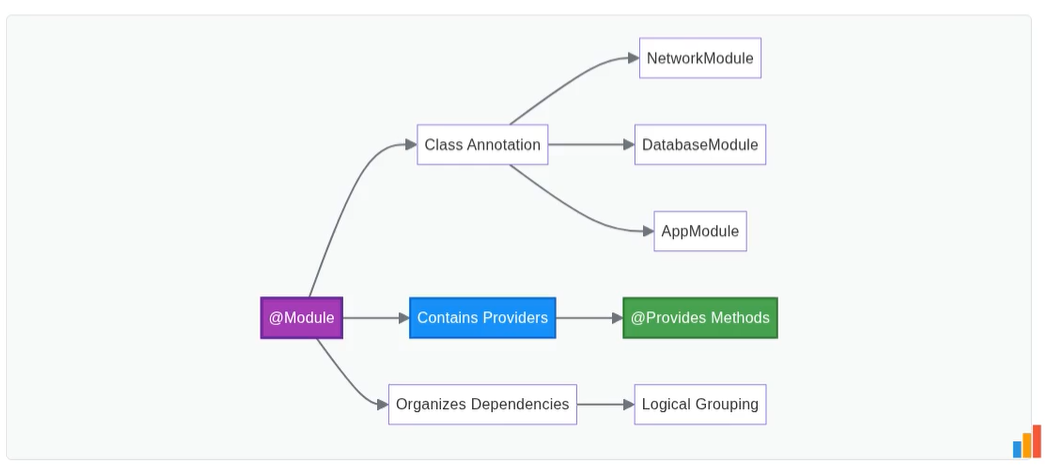 NetworkModule
Class Annotation
DatabaseModule
AppModule
@Module
Contains Providers
@Provides Methods
Organizes Dependencies
Logical Grouping